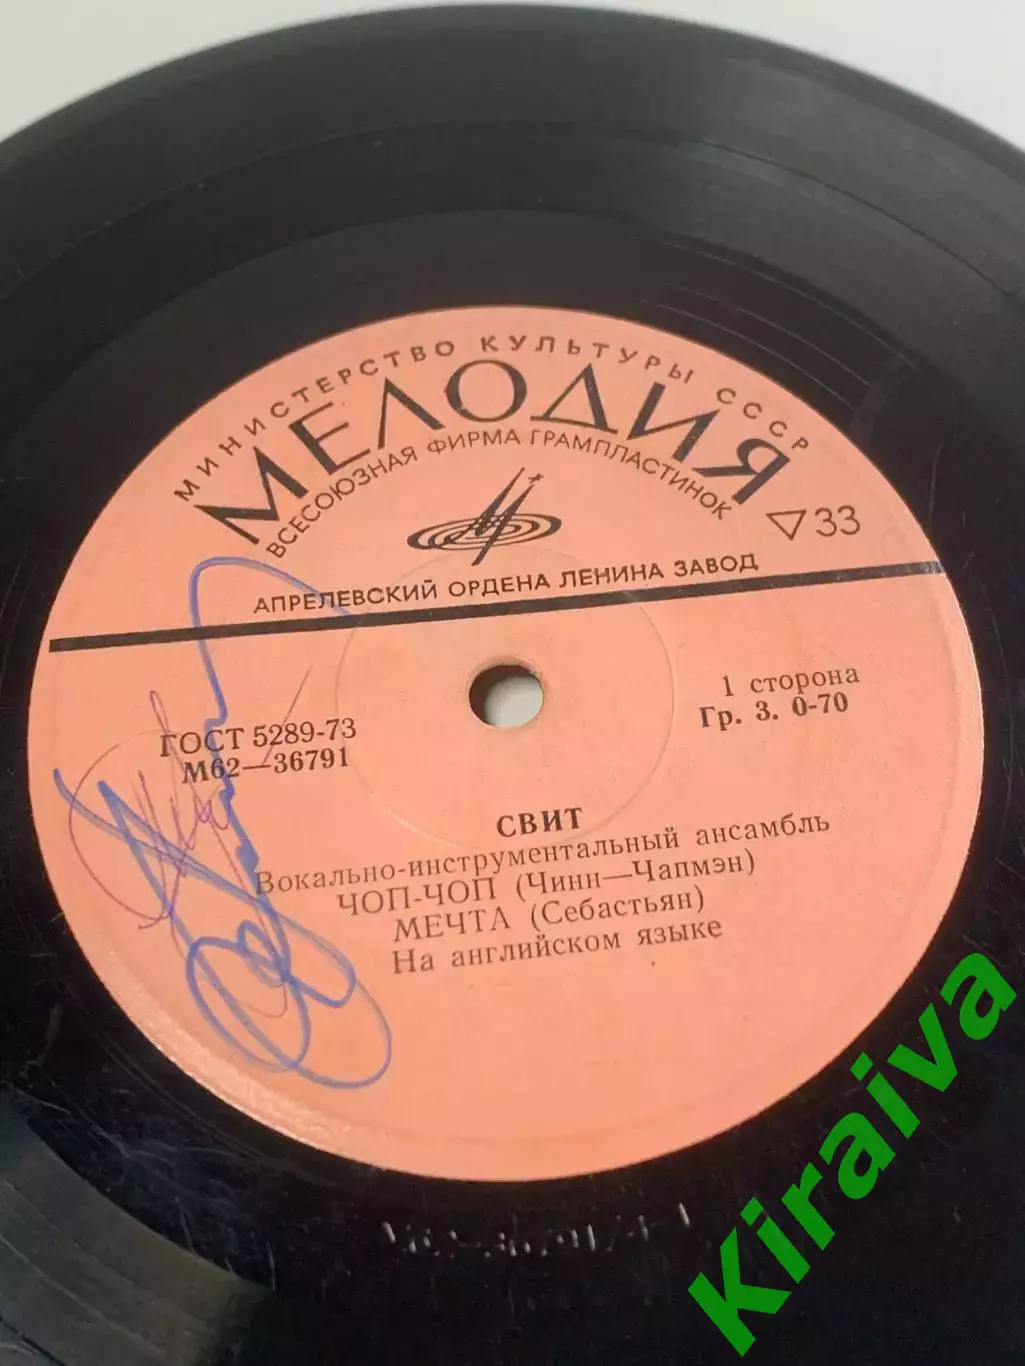 МИНИСТЕРСТВО КУЛЬТУРЫ СССР
МЕЛОДИЯ
ВСЕСОЮЗНАЯ ФИРМА ГРАМПЛАСТИНОК
33
АПРЕЛЕВСКИЙ ОРДЕНА ЛЕНИНА ЗАВОД
1 сторона
Гр. 3. 0-70
ГОСТ 5289-73
М62—36791
СВИТ
Вокально-инструментальный ансамбль
ЧОП-ЧОП (Чинн—Чапмэн)
МЕЧТА (Себастьян)
На английском языке
Kiraiva